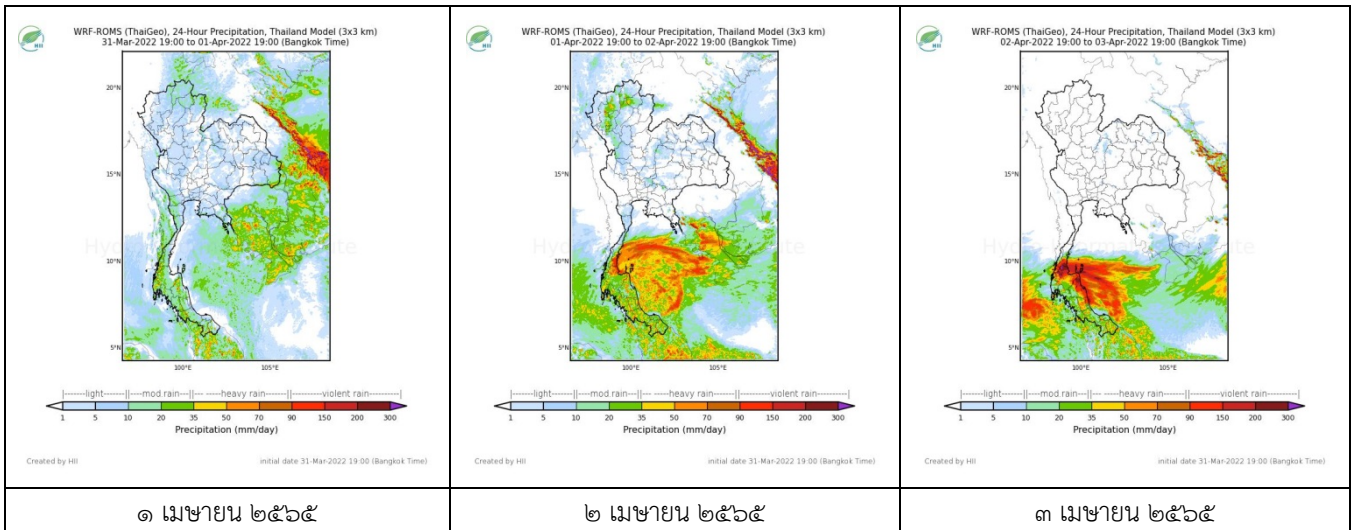 WRF-ROMS (ThaiGeo), 24-Hour Precipitation, Thailand Model (3x3 km)
31-Mar-2022 19:00 to 01-Apr-2022 19:00 (Bangkok Time)
HII
20°N
15°N
10°N
5°N
100°E 105°E
|-------light-------||--mod.rain---||--- ---heavy rain---||-------violent rain-------|
1 5 10 20 35 50 70 90 150 200 300
Precipitation (mm/day)
Created by HII initial date 31-Mar-2022 19:00 (Bangkok Time)
๑ เมษายน ๒๕๖๕
WRF-ROMS (ThaiGeo), 24-Hour Precipitation, Thailand Model (3x3 km)
01-Apr-2022 19:00 to 02-Apr-2022 19:00 (Bangkok Time)
HII
20°N
15°N
10°N
5°N
100°E 105°E
|-------light-------||--mod.rain---||--- ---heavy rain---||-------violent rain-------|
1 5 10 20 35 50 70 90 150 200 300
Precipitation (mm/day)
Created by HII initial date 31-Mar-2022 19:00 (Bangkok Time)
๒ เมษายน ๒๕๖๕
WRF-ROMS (ThaiGeo), 24-Hour Precipitation, Thailand Model (3x3 km)
02-Apr-2022 19:00 to 03-Apr-2022 19:00 (Bangkok Time)
HII
20°N
15°N
10°N
5°N
100°E 105°E
|-------light-------||--mod.rain---||--- ---heavy rain---||-------violent rain-------|
1 5 10 20 35 50 70 90 150 200 300
Precipitation (mm/day)
Created by HII initial date 31-Mar-2022 19:00 (Bangkok Time)
๓ เมษายน ๒๕๖๕